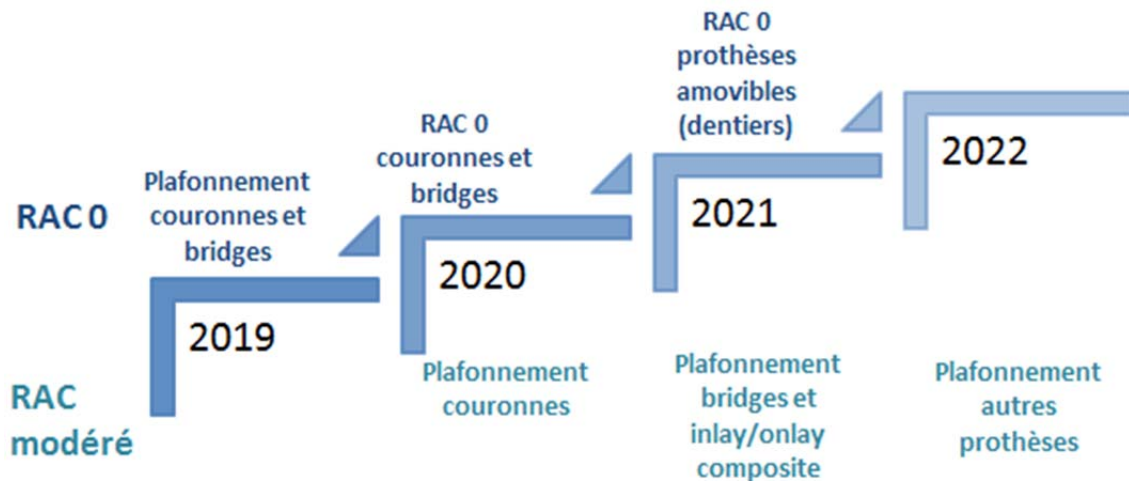 RAC 0
Plafonnement
couronnes et
bridges
2019
RAC 0
couronnes et
bridges
2020
RAC 0
prothèses
amovibles
(dentiers)
2021
2022
RAC
modéré
Plafonnement
couronnes
Plafonnement
bridges et
inlay/onlay
composite
Plafonnement
autres
prothèses